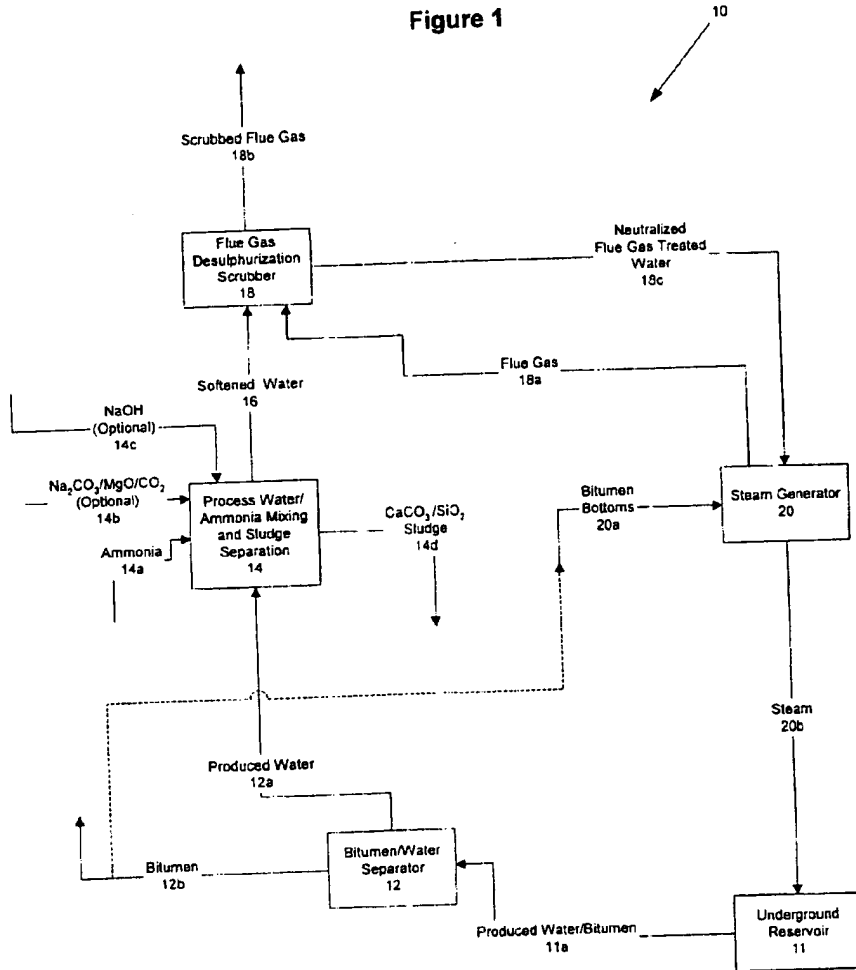 Figure 1
10
Scrubbed Flue Gas
18b
Flue Gas
Desulphurization
Scrubber
18
Neutralized
Flue Gas Treated
Water
18c
Flue Gas
18a
Softened Water
16
NaOH
(Optional)
14c
Na₂CO₃/MgO/CO₂
(Optional)
14b
Ammonia
14a
Process Water/
Ammonia Mixing
and Sludge
Separation
14
CaCO₃/SiO₂
Sludge
14d
Bitumen
Bottoms
20a
Steam Generator
20
Steam
20b
Produced Water
12a
Bitumen
12b
Bitumen/Water
Separator
12
Produced Water/Bitumen
11a
Underground
Reservoir
11